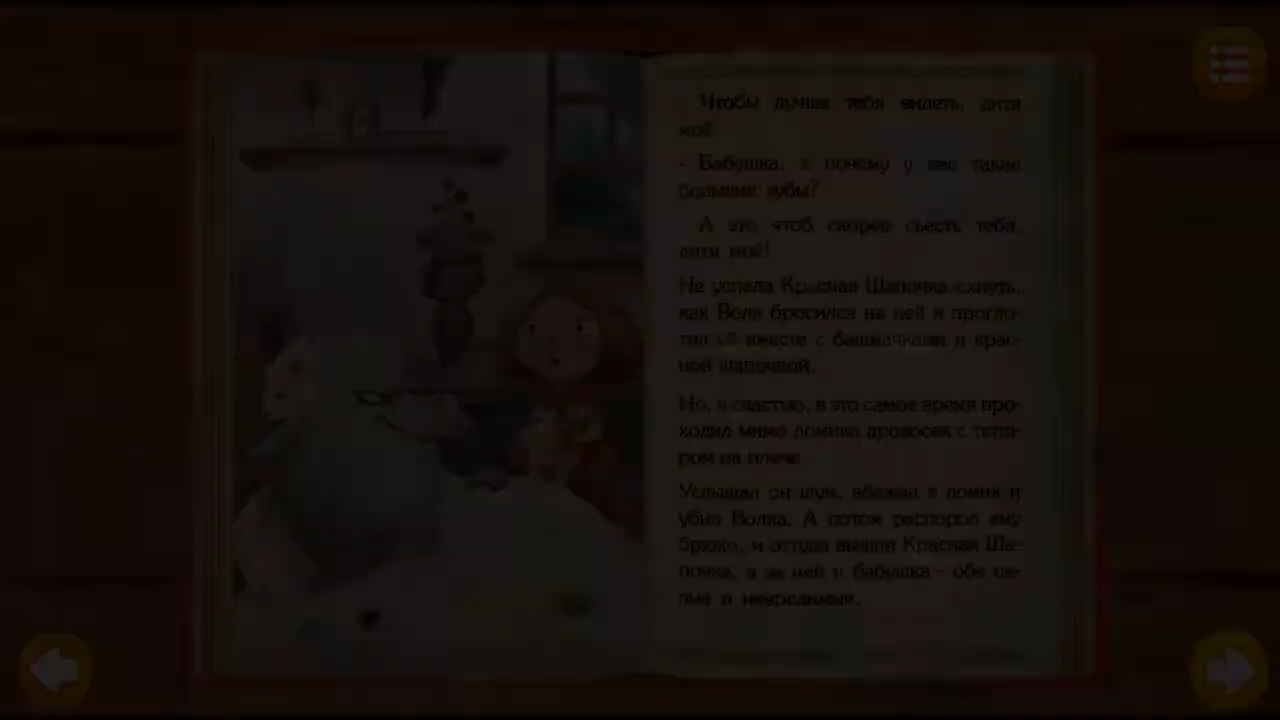 - Чтобы лучше тебя видеть, дитя
моё.
- Бабушка, а почему у вас такие
большие зубы?
- А это чтоб скорее съесть тебя,
дитя моё!
Не успела Красная Шапочка охнуть,
как Волк бросился на неё и прогло-
тил её вместе с башмачками и крас-
ной шапочкой.
Но, к счастью, в это самое время про-
ходил мимо домика дровосек с топо-
ром на плече.
Услышал он шум, вбежал в домик и
убил Волка. А потом распорол ему
брюхо, и оттуда вышли Красная Ша-
почка, а за ней и бабушка - обе це-
лые и невредимые.